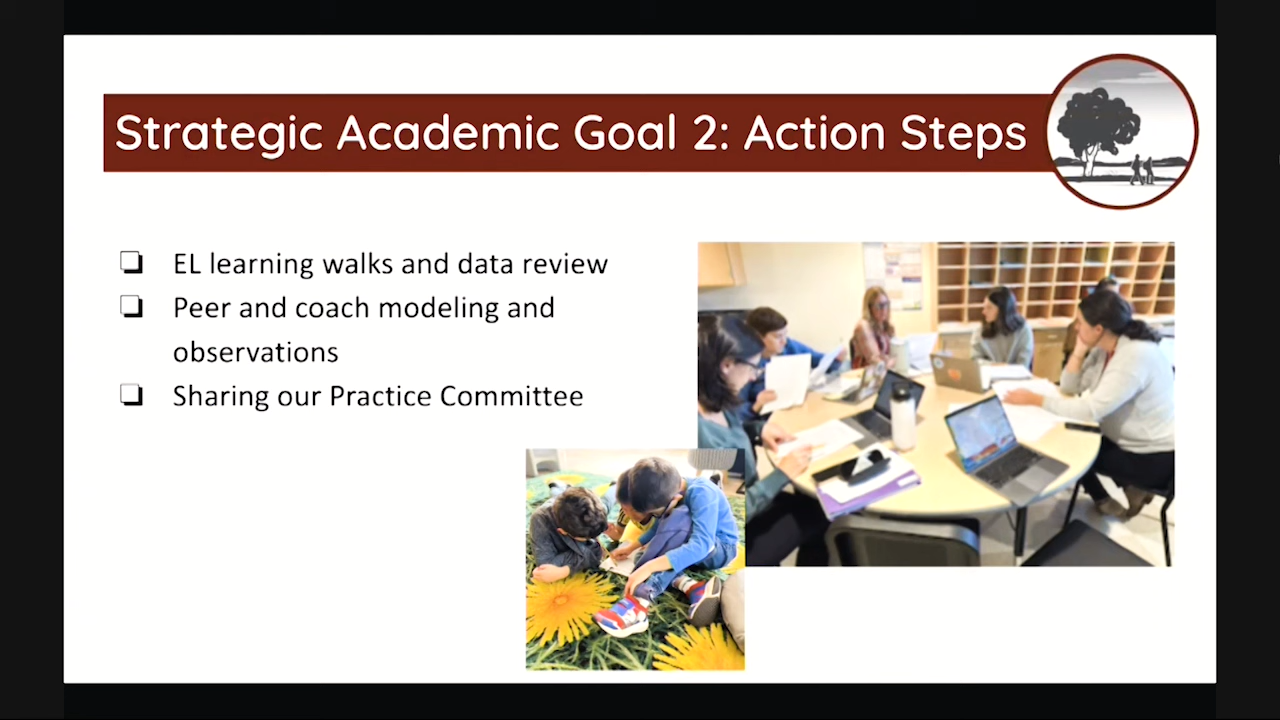 Strategic Academic Goal 2: Action Steps
❏ EL learning walks and data review
❏ Peer and coach modeling and
observations
❏ Sharing our Practice Committee